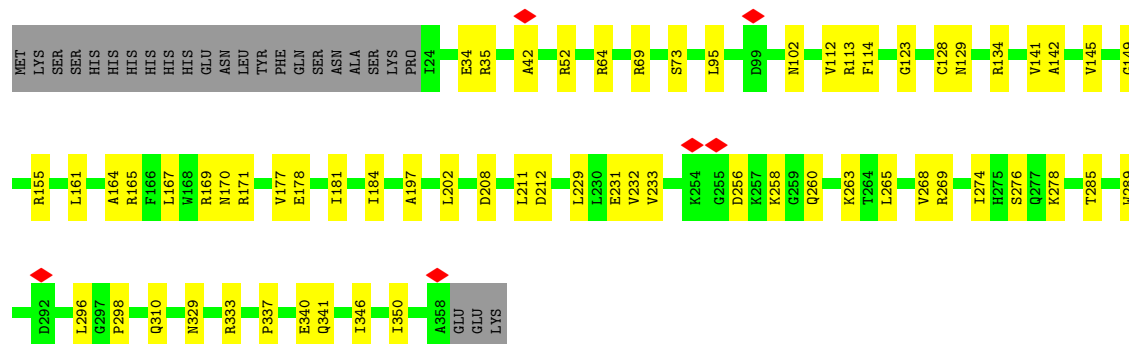 MET LYS SER SER HIS HIS HIS HIS HIS HIS GLU ASN LEU TYR PHE GLN SER ASN ALA SER LYS PRO I24 E34 R35 A42 R52 R64 R69 S73 L95 D99 N102 V112 R113 F114 G123 C128 N129 R134 V141 A142 V145 G149
R155 L161 A164 R165 F166 L167 W168 R169 N170 R171 V177 E178 I181 I184 A197 L202 D208 L211 D212 L229 L230 E231 V232 V233 K254 G255 D256 K257 K258 G259 Q260 K263 T264 L265 V268 R269 I274 H275 S276 Q277 K278 T285 W289
D292 L296 G297 P298 Q310 N329 R333 P337 E340 Q341 I346 I350 A358 GLU GLU LYS